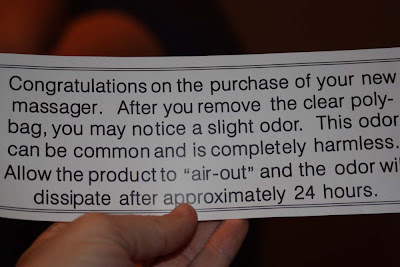 Congratulations on the purchase of your new
massager. After you remove the clear poly-
bag, you may notice a slight odor. This odor
can be common and is completely harmless.
Allow the product to “air-out” and the odor wi
dissipate after approximately 24 hours.